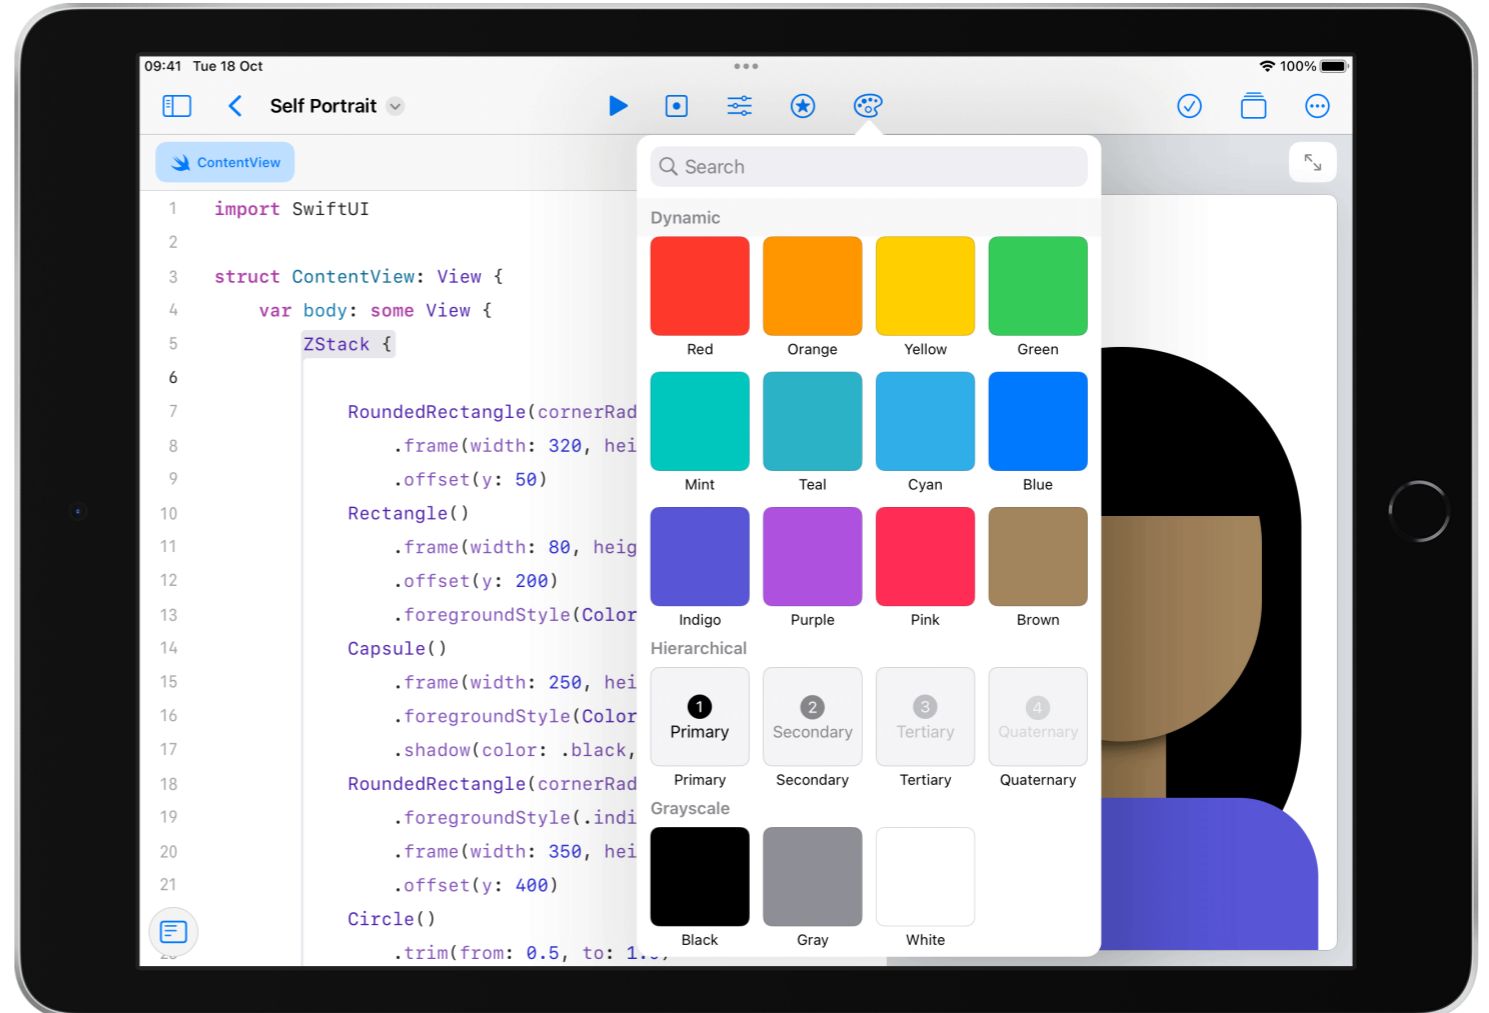 09:41 Tue 18 Oct
100%
Self Portrait
ContentView
1 import SwiftUI
2
3 struct ContentView: View {
4 var body: some View {
5 ZStack {
6
7 RoundedRectangle(cornerRad
8 .frame(width: 320, hei
9 .offset(y: 50)
10 Rectangle()
11 .frame(width: 80, heig
12 .offset(y: 200)
13 .foregroundStyle(Color
14 Capsule()
15 .frame(width: 250, hei
16 .foregroundStyle(Color
17 .shadow(color: .black,
18 RoundedRectangle(cornerRad
19 .foregroundStyle(.indi
20 .frame(width: 350, hei
21 .offset(y: 400)
Circle()
.trim(from: 0.5, to:
Search
Dynamic
Red Orange Yellow Green
Mint Teal Cyan Blue
Indigo Purple Pink Brown
Hierarchical
1 2 3 4
Primary Secondary Tertiary Quaternary
Primary Secondary Tertiary Quaternary
Grayscale
Black Gray White